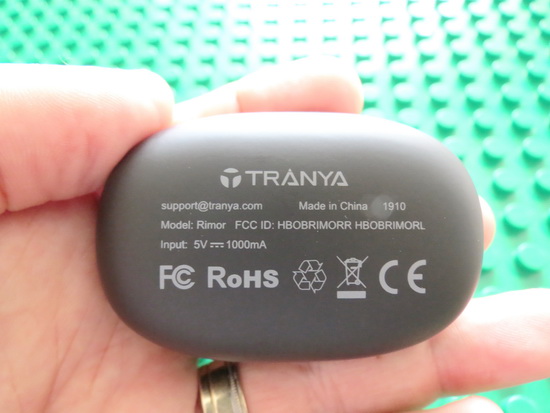 TRANYA
support@tranya.com Made in China 1910
Model: Rimor FCC ID: HBOBRIMORR HBOBRIMORL
Input: 5V⎓1000mA
FC RoHS CE